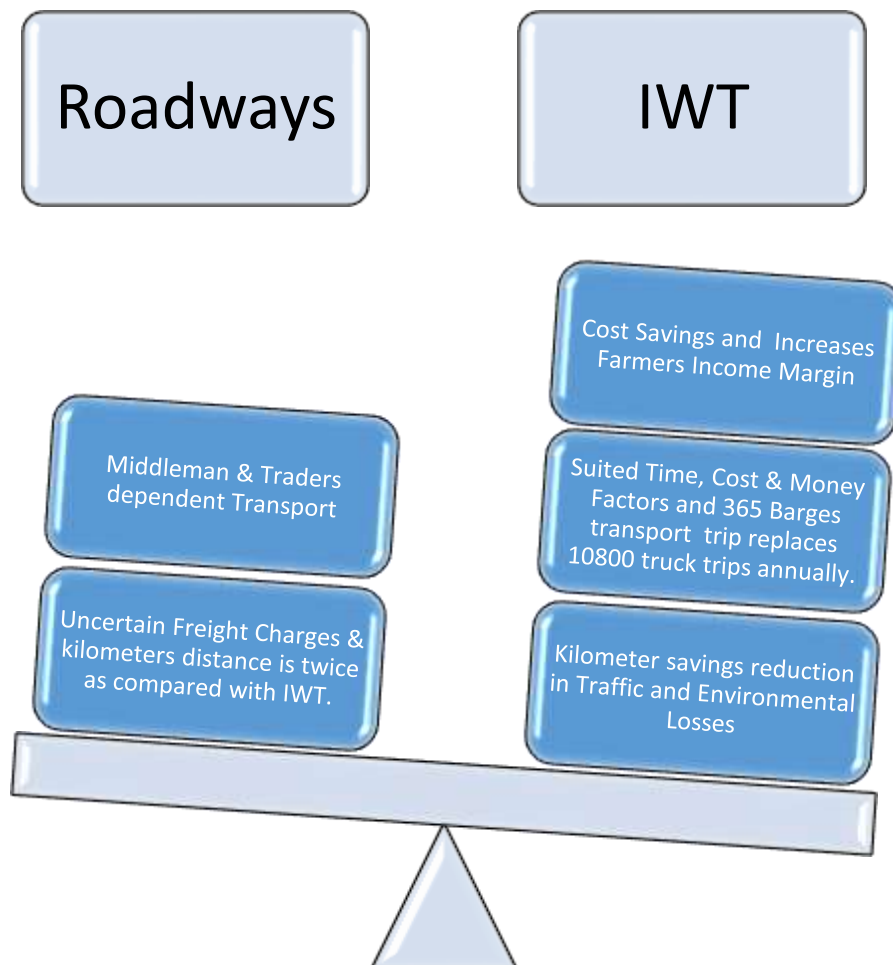 Roadways
IWT
Middleman & Traders
dependent Transport
Uncertain Freight Charges &
kilometers distance is twice
as compared with IWT.
Cost Savings and Increases
Farmers Income Margin
Suited Time, Cost & Money
Factors and 365 Barges
transport trip replaces
10800 truck trips annually.
Kilometer savings reduction
in Traffic and Environmental
Losses